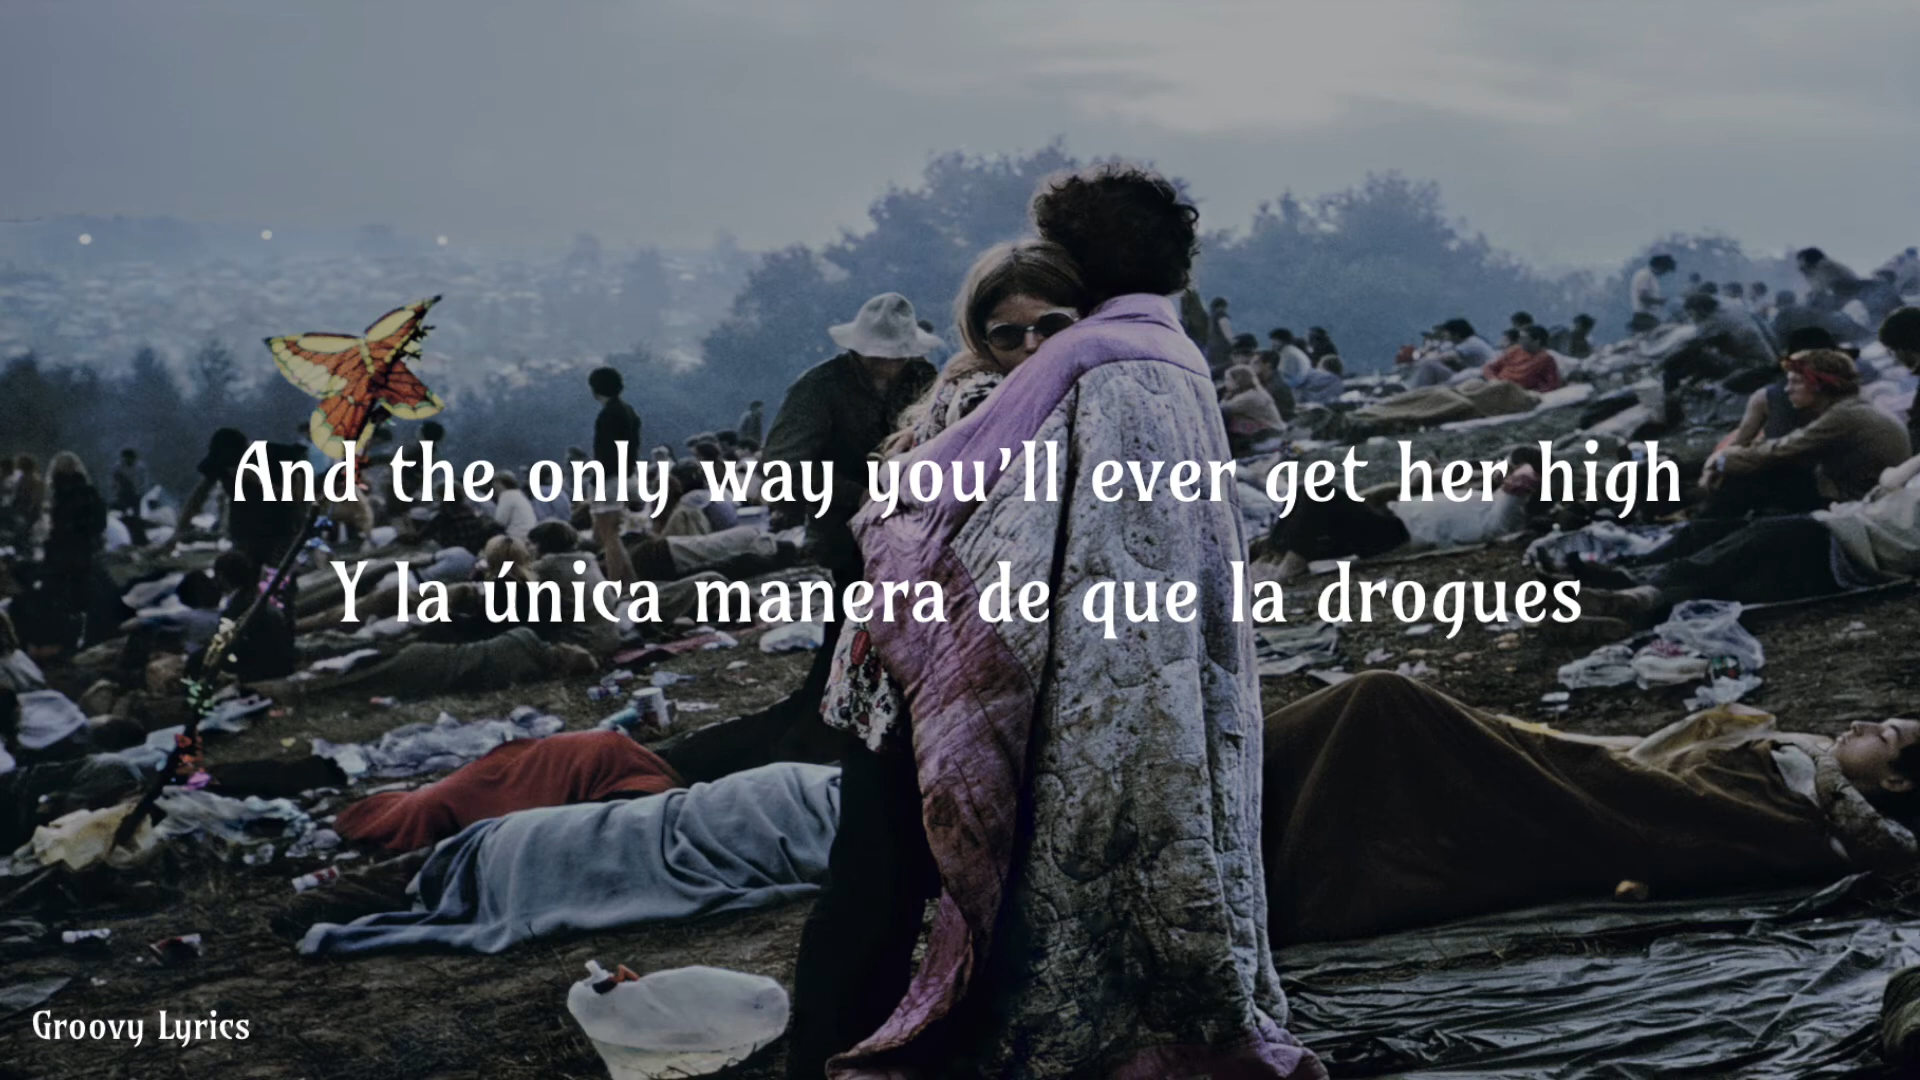 And the only way you'll ever get her high
Y la única manera de que la drogues
Groovy Lyrics